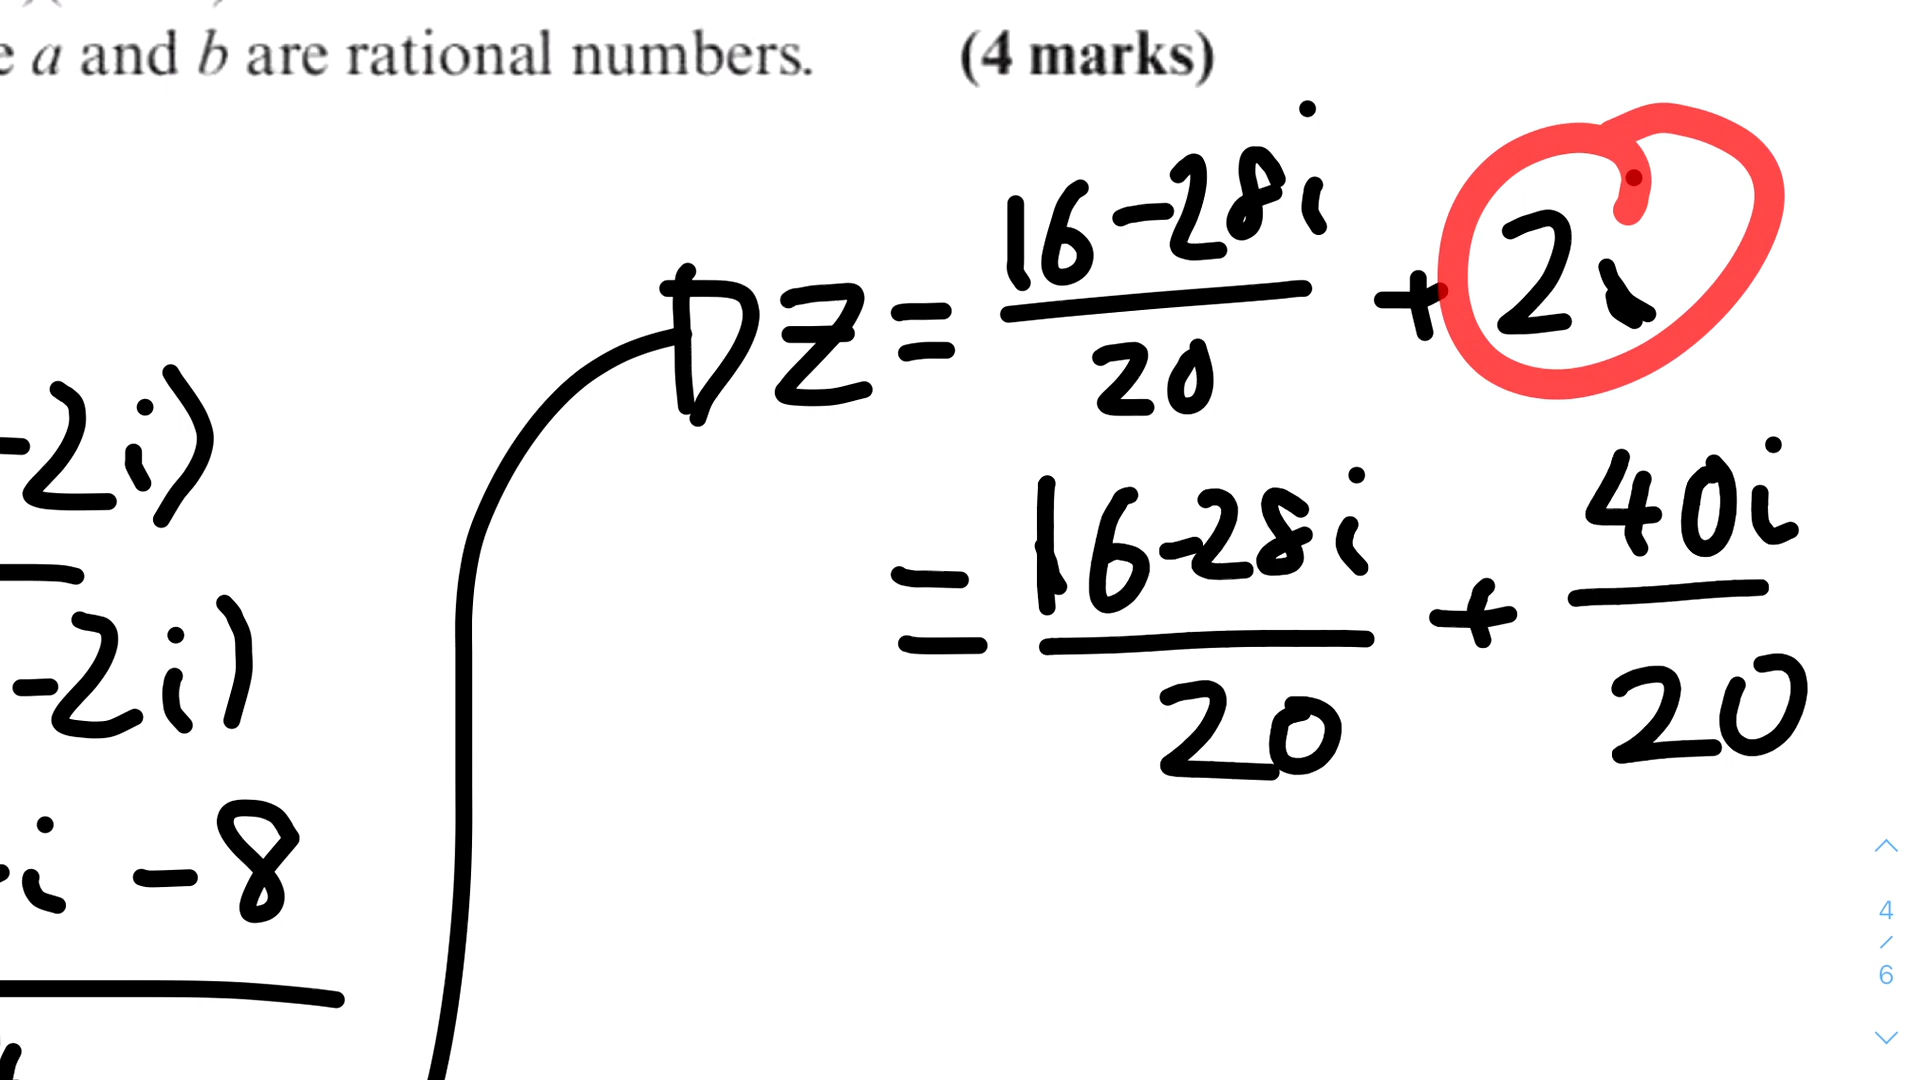 e a and b are rational numbers. (4 marks)
z = 16-28i/20 + 2i
= 16-28i/20 + 40i/20
-2i)
-2i)
i - 8
4
/
6